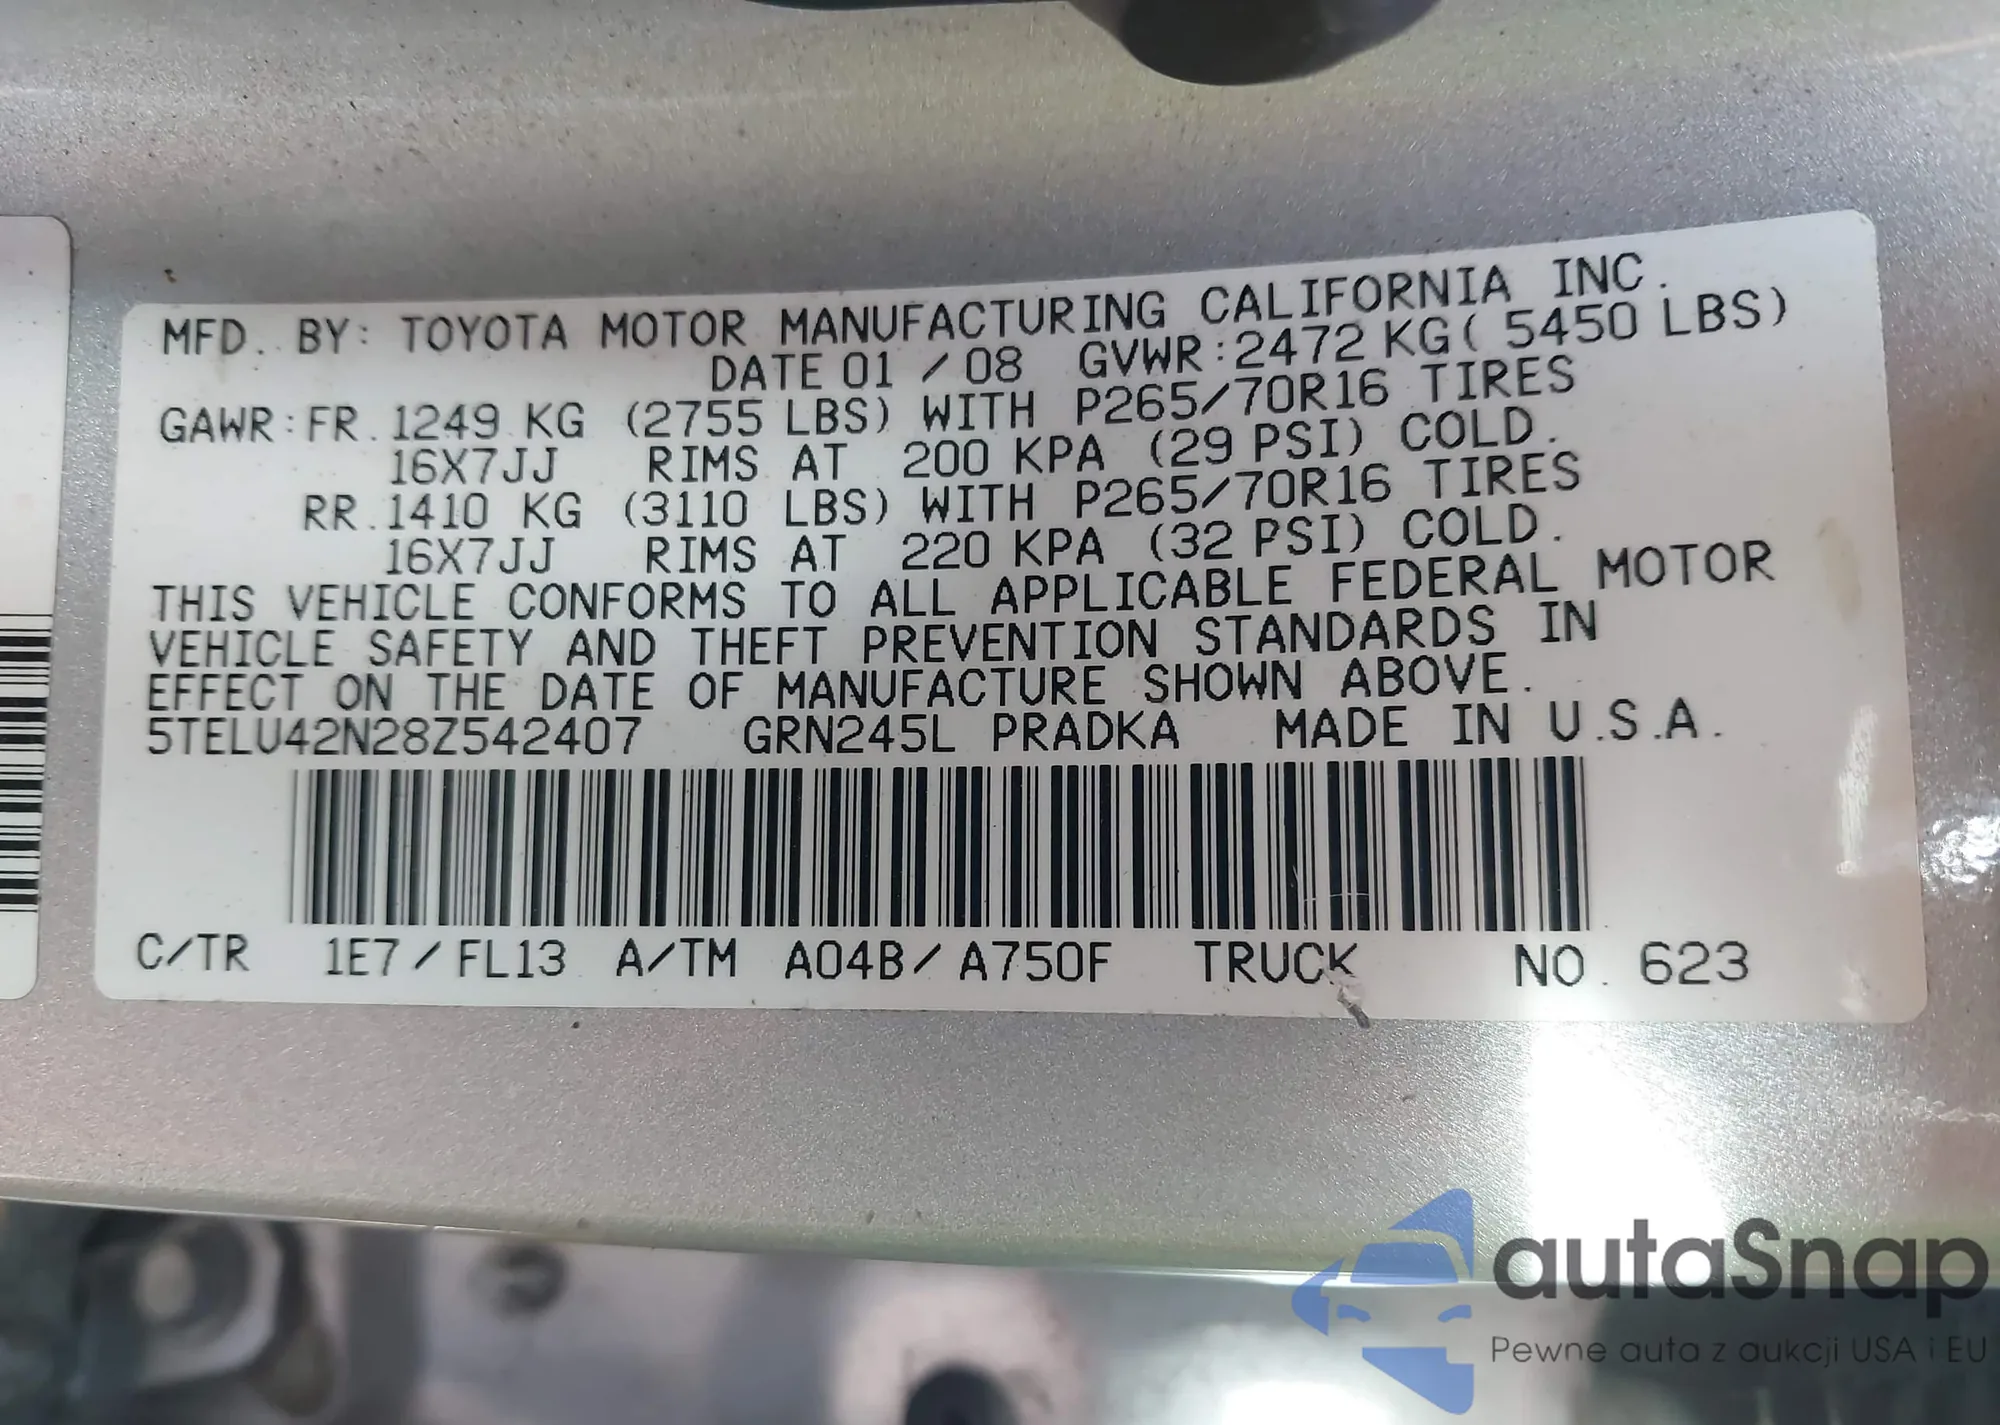 MFD. BY: TOYOTA MOTOR MANUFACTURING CALIFORNIA INC.
DATE 01 / 08 GVWR:2472 KG( 5450 LBS)
GAWR:FR. 1249 KG (2755 LBS) WITH P265/70R16 TIRES
16X7JJ RIMS AT 200 KPA (29 PSI) COLD.
RR. 1410 KG (3110 LBS) WITH P265/70R16 TIRES
16X7JJ RIMS AT 220 KPA (32 PSI) COLD.
THIS VEHICLE CONFORMS TO ALL APPLICABLE FEDERAL MOTOR
VEHICLE SAFETY AND THEFT PREVENTION STANDARDS IN
EFFECT ON THE DATE OF MANUFACTURE SHOWN ABOVE.
5TELU42N28Z542407 GRN245L PRADKA MADE IN U.S.A.
C/TR 1E7/FL13 A/TM A04B/A750F TRUCK NO. 623
autaSnap
Pewne auta z aukcji USA i EU